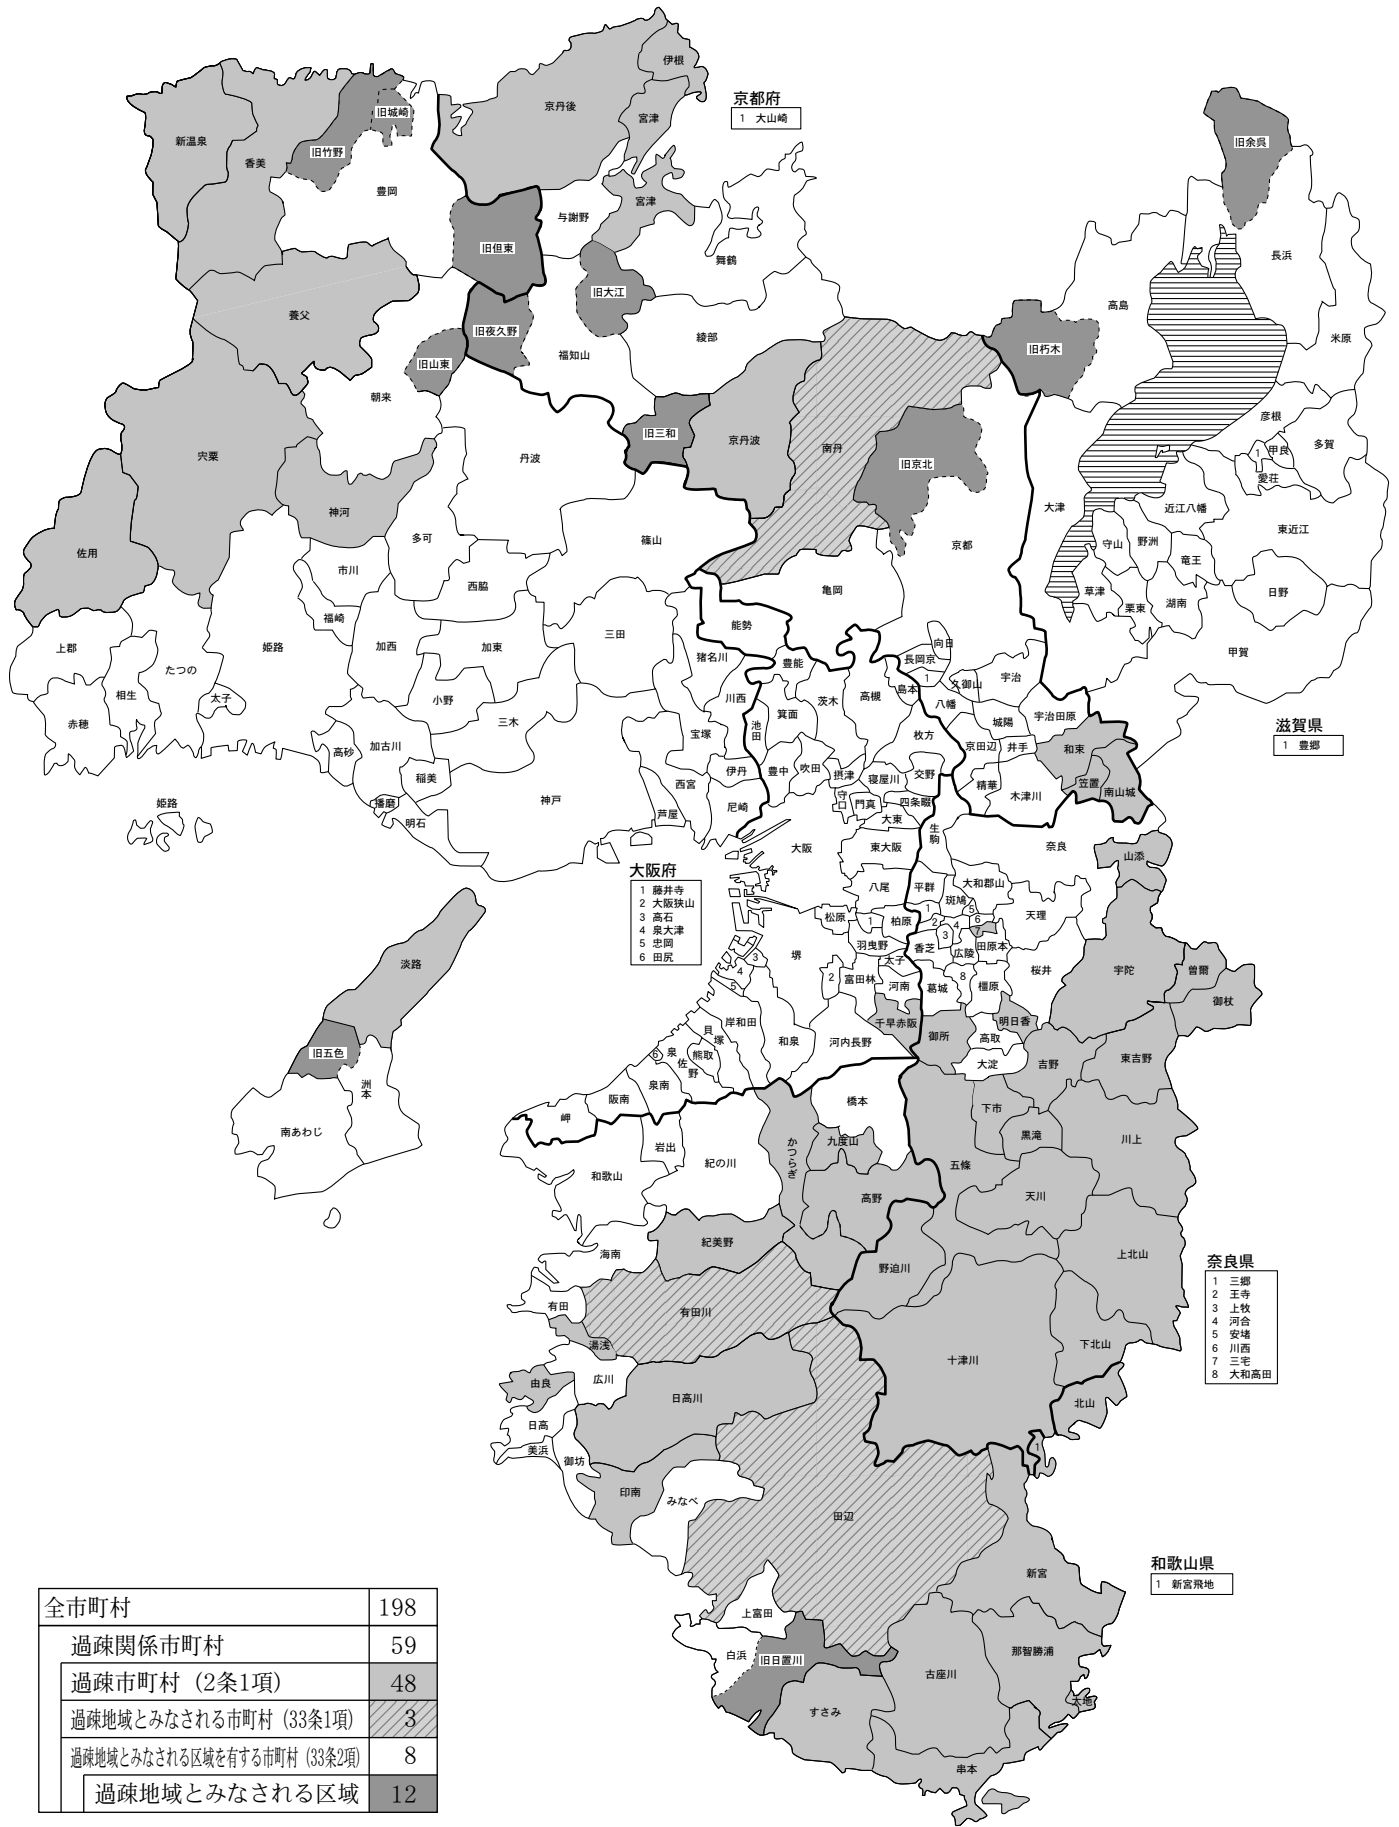 京都府
1 大山崎
伊根
京丹後
宮津
旧城崎
新温泉
旧竹野
香美
豊岡
旧余呉
宮津
与謝野
旧但東
舞鶴
長浜
旧大江
高島
養父
旧夜久野
綾部
米原
旧山東
福知山
旧朽木
朝来
彦根
旧三和
京丹波
南丹
多賀
1
甲良
宍粟
丹波
旧京北
愛荘
神河
大津
近江八幡
佐用
多可
篠山
京都
東近江
守山
野洲
市川
竜王
西脇
亀岡
草津
日野
湖南
栗東
福崎
能勢
三田
上郡
姫路
加西
加東
向日
甲賀
猪名川
豊能
長岡京
たつの
1
宇治
久御山
相生
太子
小野
川西
茨木
高槻
島本
八幡
赤穂
三木
池田
箕面
宇治田原
城陽
滋賀県
1 豊郷
高砂
加古川
宝塚
枚方
京田辺
井手
和束
稲美
伊丹
豊中
吹田
摂津
寝屋川
交野
精華
笠置
南山城
西宮
木津川
姫路
播磨
神戸
芦屋
尼崎
守口
門真
四条畷
明石
大東
大阪
東大阪
生駒
奈良
山添
大阪府
1 藤井寺
2 大阪狭山
3 高石
4 泉大津
5 忠岡
6 田尻
八尾
平群
大和郡山
斑鳩
5
天理
松原
1
柏原
1
2
4
6
7
3
羽曳野
香芝
広陵
田原本
淡路
堺
3
4
5
2
太子
富田林
河南
葛城
8
橿原
桜井
宇陀
曽爾
御杖
千早赤阪
明日香
岸和田
貝塚
和泉
河内長野
御所
高取
旧五色
6
泉佐野
熊取
大淀
吉野
東吉野
洲本
泉南
阪南
橋本
下市
南あわじ
岬
黒滝
川上
岩出
かつらぎ
九度山
紀の川
五條
和歌山
高野
天川
紀美野
海南
野迫川
上北山
奈良県
1 三郷
2 王寺
3 上牧
4 河合
5 安堵
6 川西
7 三宅
8 大和高田
有田
有田川
湯浅
下北山
十津川
広川
由良
日高川
北山
日高
美浜
1
御坊
印南
みなべ
田辺
和歌山県
1 新宮飛地
新宮
上富田
白浜
旧日置川
那智勝浦
古座川
太地
すさみ
串本
全市町村 198
過疎関係市町村 59
過疎市町村(2条1項) 48
過疎地域とみなされる市町村(33条1項) 3
過疎地域とみなされる区域を有する市町村(33条2項) 8
過疎地域とみなされる区域 12